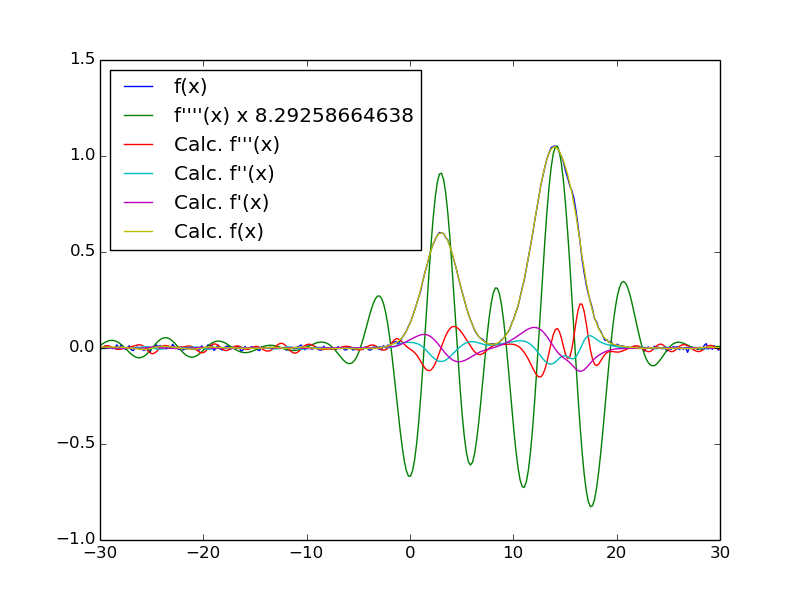 1.5
1.0
0.5
0.0
−0.5
−1.0
f(x)
f''''(x) x 8.29258664638
Calc. f'''(x)
Calc. f''(x)
Calc. f'(x)
Calc. f(x)
−30 −20 −10 0 10 20 30